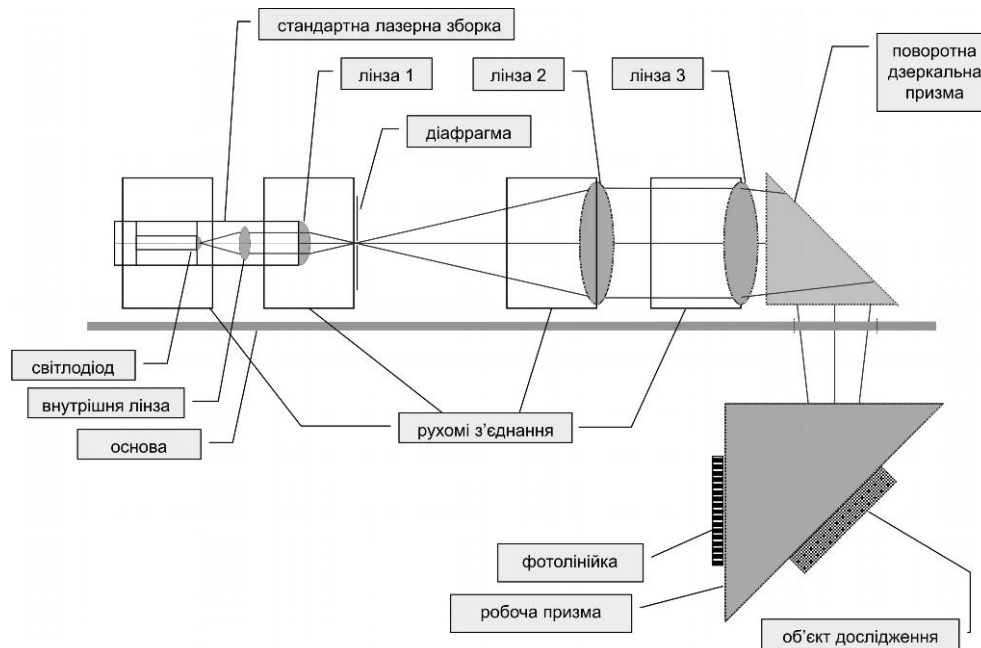 стандартна лазерна зборка
лінза 1
лінза 2
лінза 3
поворотна
дзеркальна
призма
діафрагма
світлодіод
внутрішня лінза
основа
рухомі з’єднання
фотолінійка
робоча призма
об’єкт дослідження